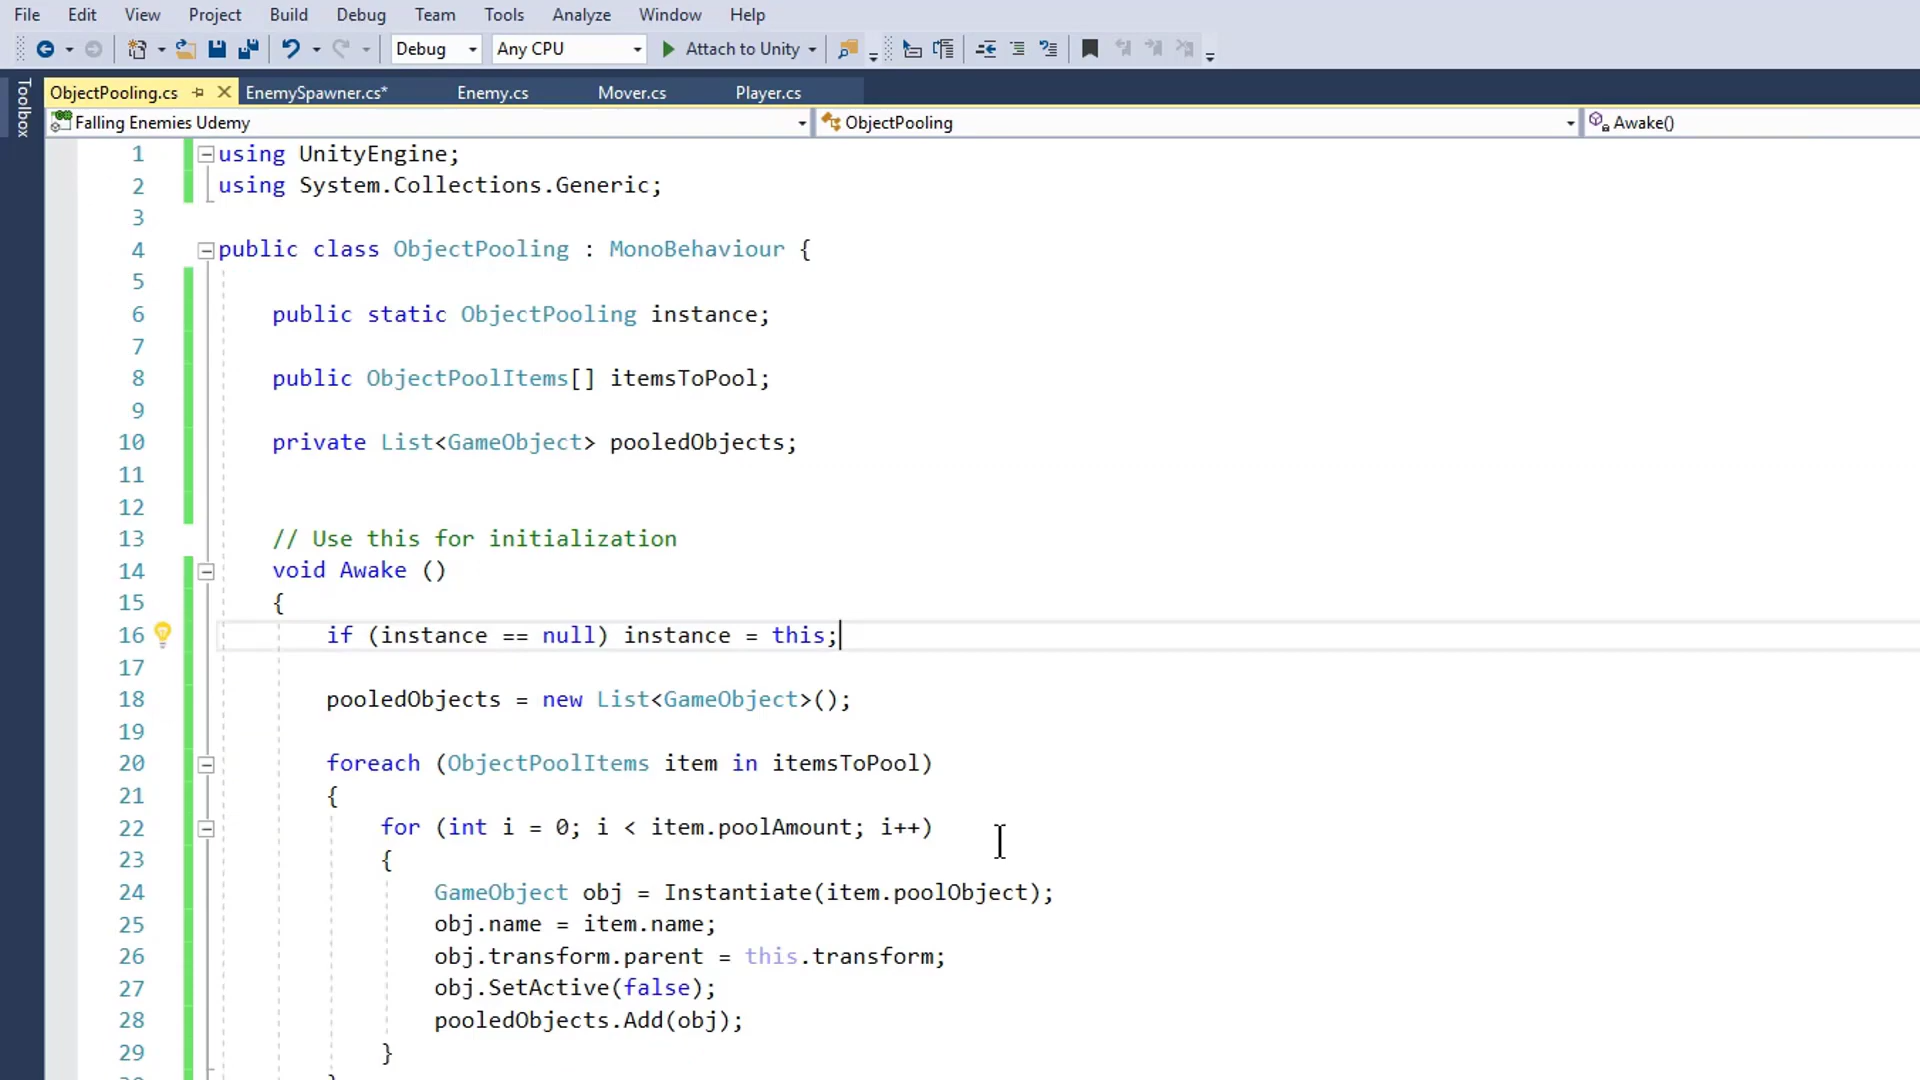 File Edit View Project Build Debug Team Tools Analyze Window Help
Debug Any CPU Attach to Unity
ObjectPooling.cs EnemySpawner.cs* Enemy.cs Mover.cs Player.cs
Falling Enemies Udemy ObjectPooling Awake()
Toolbox
1 using UnityEngine;
2 using System.Collections.Generic;
3
4 public class ObjectPooling : MonoBehaviour {
5
6 public static ObjectPooling instance;
7
8 public ObjectPoolItems[] itemsToPool;
9
10 private List<GameObject> pooledObjects;
11
12
13 // Use this for initialization
14 void Awake ()
15 {
16 if (instance == null) instance = this;
17
18 pooledObjects = new List<GameObject>();
19
20 foreach (ObjectPoolItems item in itemsToPool)
21 {
22 for (int i = 0; i < item.poolAmount; i++)
23 {
24 GameObject obj = Instantiate(item.poolObject);
25 obj.name = item.name;
26 obj.transform.parent = this.transform;
27 obj.SetActive(false);
28 pooledObjects.Add(obj);
29 }